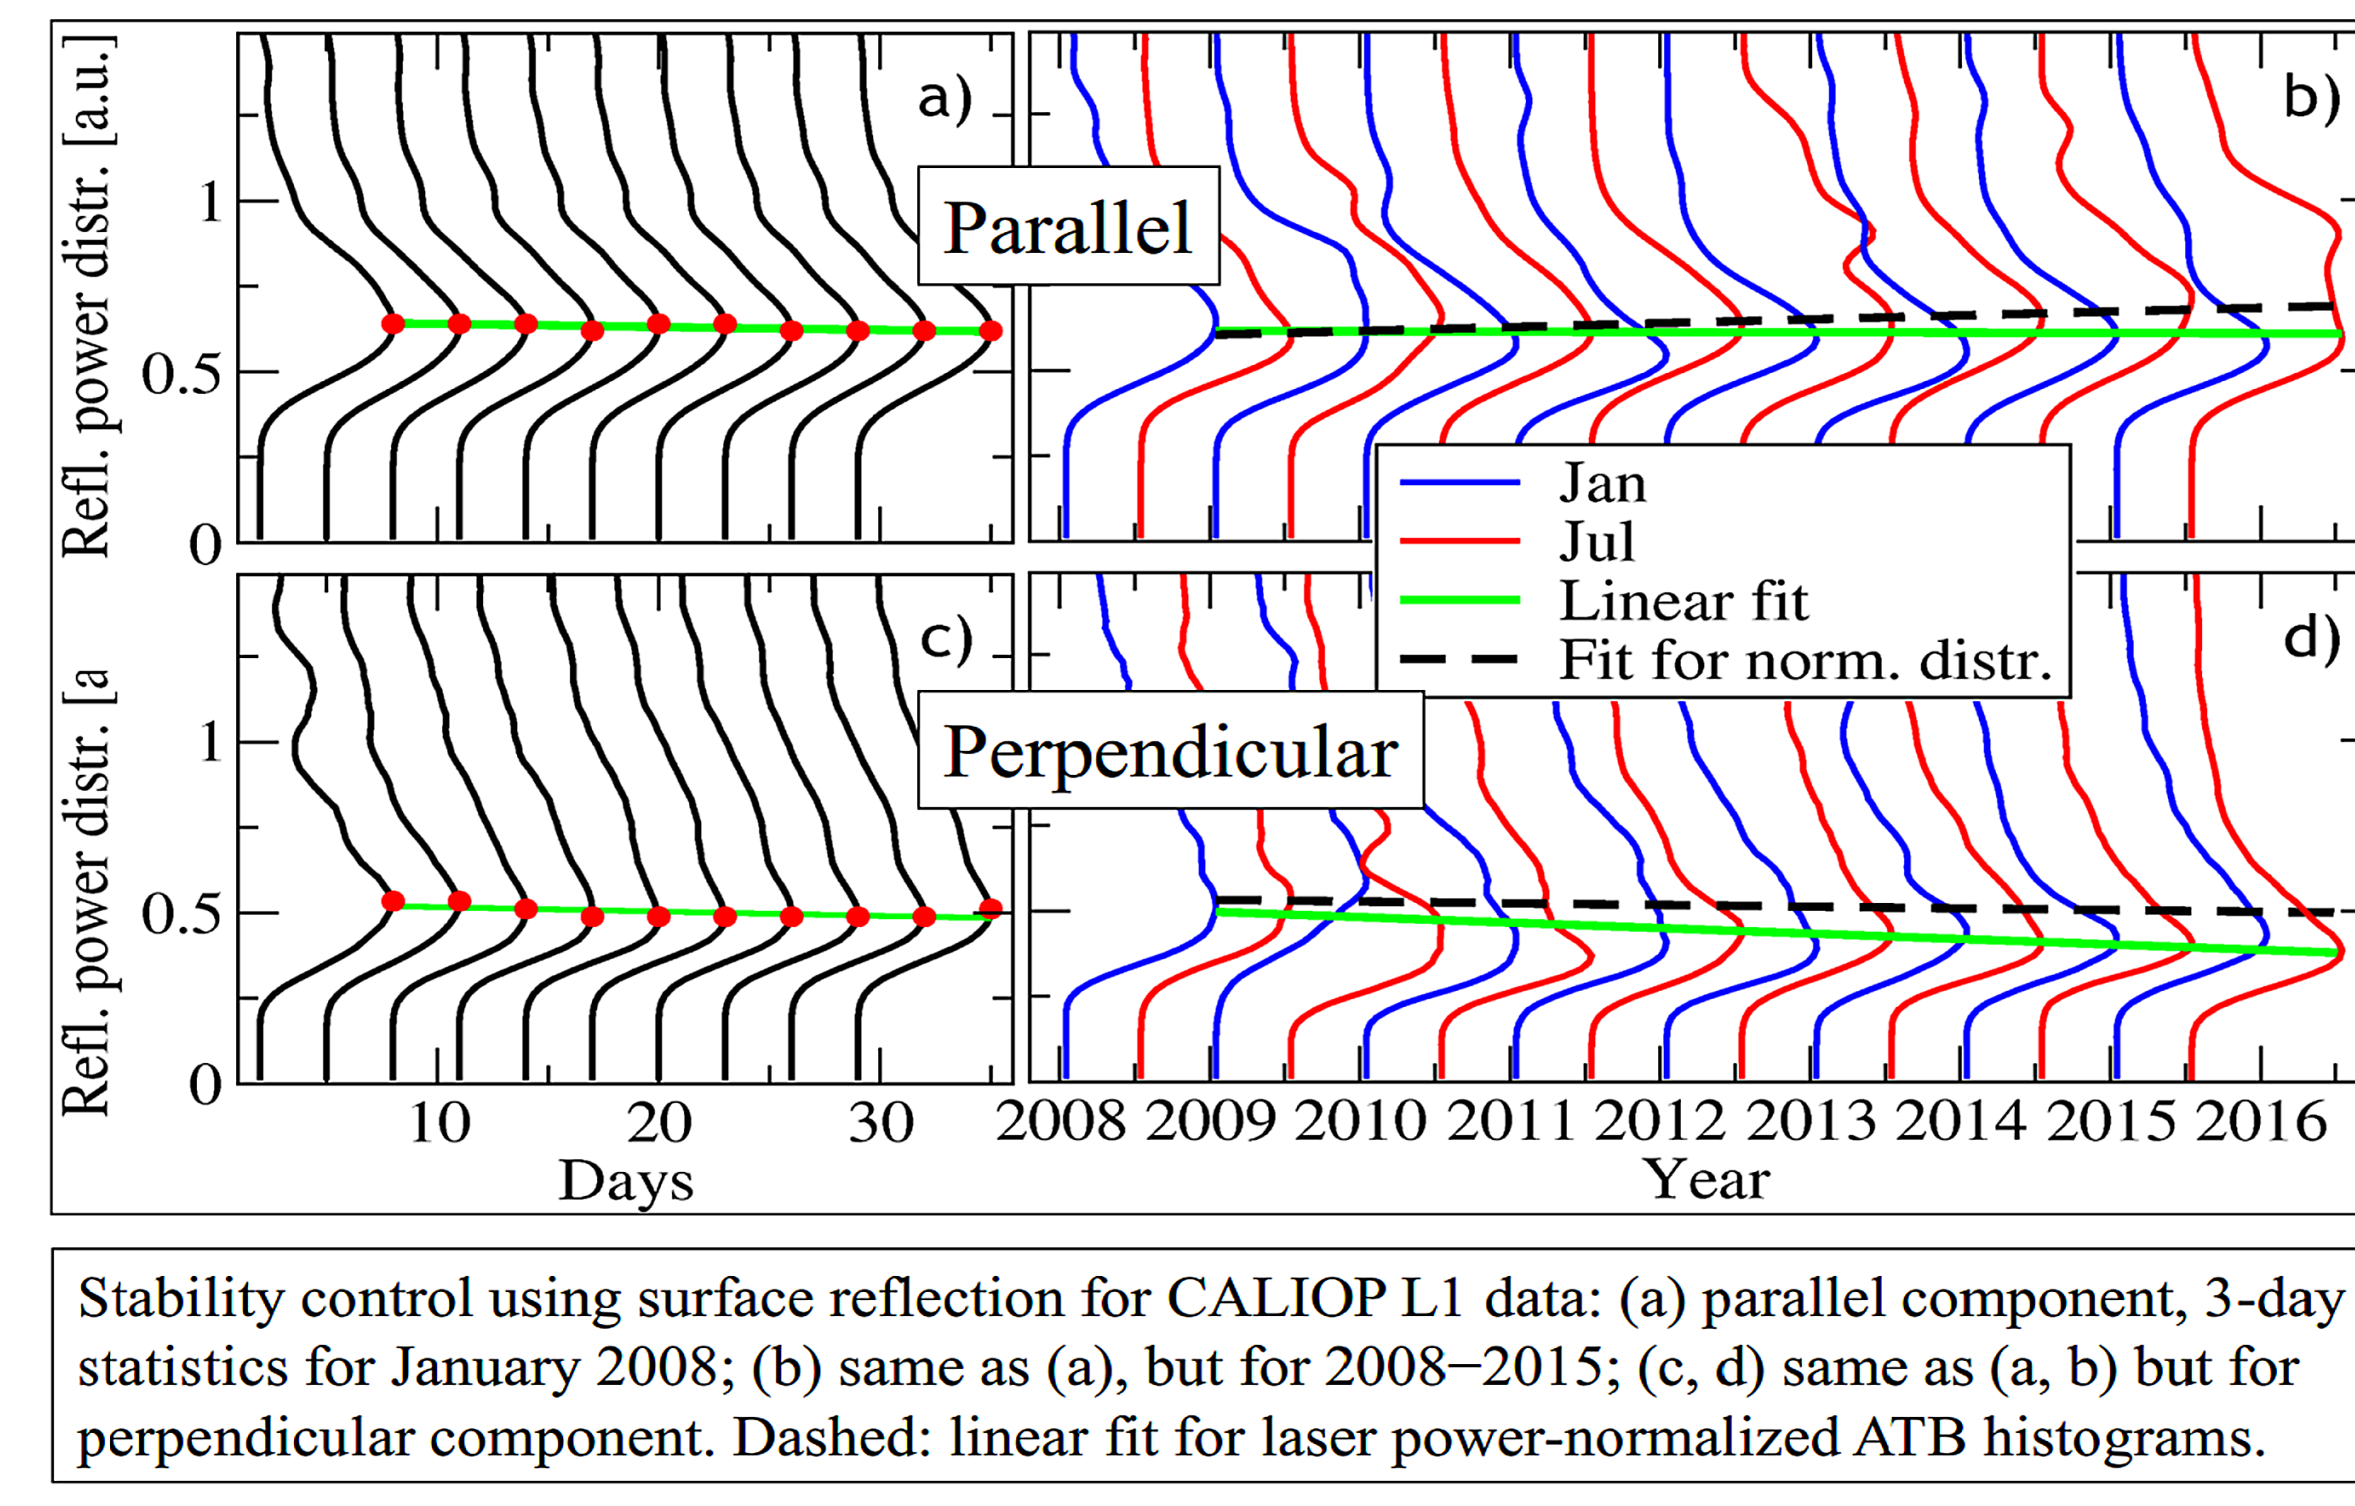 Refl. power distr. [a.u.]
1
0.5
0
a)
b)
Parallel
Jan
Jul
Linear fit
Fit for norm. distr.
Refl. power distr. [a
1
0.5
0
c)
d)
Perpendicular
10 20 30
2008 2009 2010 2011 2012 2013 2014 2015 2016
Days
Year
Stability control using surface reflection for CALIOP L1 data: (a) parallel component, 3-day
statistics for January 2008; (b) same as (a), but for 2008−2015; (c, d) same as (a, b) but for
perpendicular component. Dashed: linear fit for laser power-normalized ATB histograms.